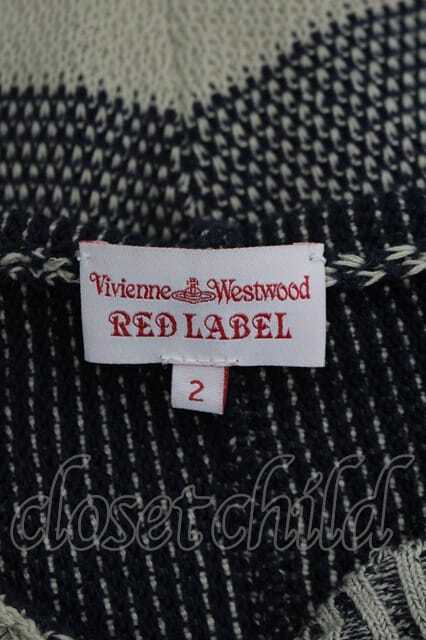 Vivienne Westwood
RED LABEL
2
closet child